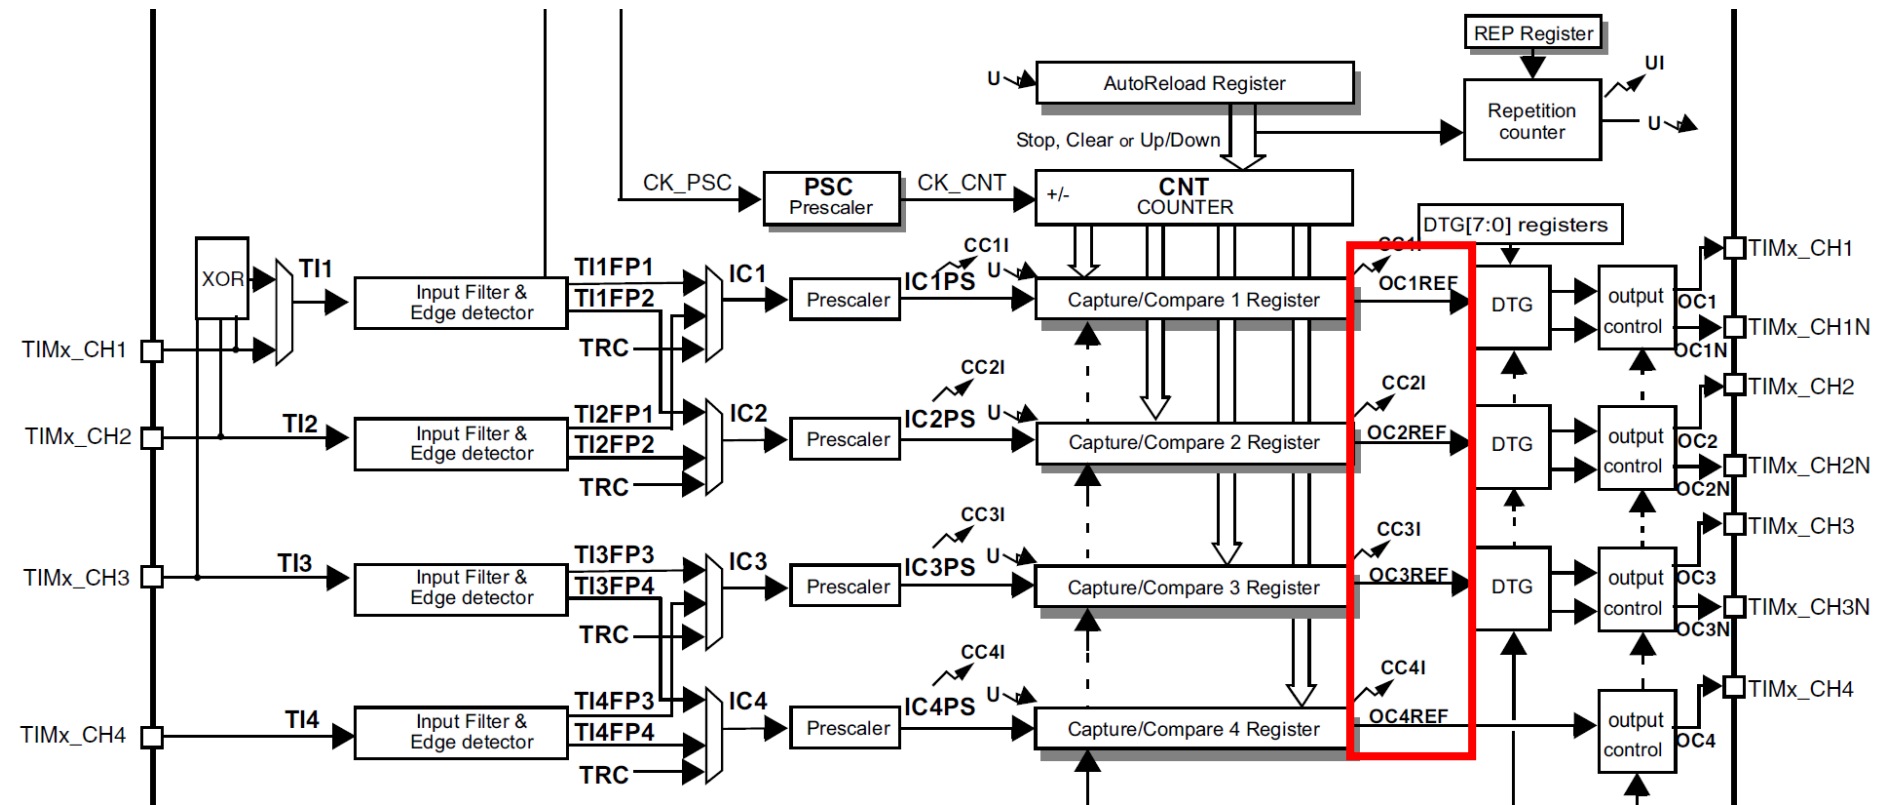 REP Register
UI
U
AutoReload Register
Repetition
counter
U
Stop, Clear or Up/Down
CK_PSC
PSC
Prescaler
CK_CNT
+/-
CNT
COUNTER
DTG[7:0] registers
XOR
TI1
Input Filter &
Edge detector
TI1FP1
TI1FP2
TRC
IC1
Prescaler
CC1I
U
IC1PS
Capture/Compare 1 Register
CC1I
OC1REF
DTG
output
control
OC1
OC1N
TIMx_CH1
TIMx_CH1N
TIMx_CH1
TIMx_CH2
TI2
Input Filter &
Edge detector
TI2FP1
TI2FP2
TRC
IC2
Prescaler
CC2I
U
IC2PS
Capture/Compare 2 Register
CC2I
OC2REF
DTG
output
control
OC2
OC2N
TIMx_CH2
TIMx_CH2N
TIMx_CH3
TI3
Input Filter &
Edge detector
TI3FP3
TI3FP4
TRC
IC3
Prescaler
CC3I
U
IC3PS
Capture/Compare 3 Register
CC3I
OC3REF
DTG
output
control
OC3
OC3N
TIMx_CH3
TIMx_CH3N
TIMx_CH4
TI4
Input Filter &
Edge detector
TI4FP3
TI4FP4
TRC
IC4
Prescaler
CC4I
U
IC4PS
Capture/Compare 4 Register
CC4I
OC4REF
output
control
OC4
TIMx_CH4